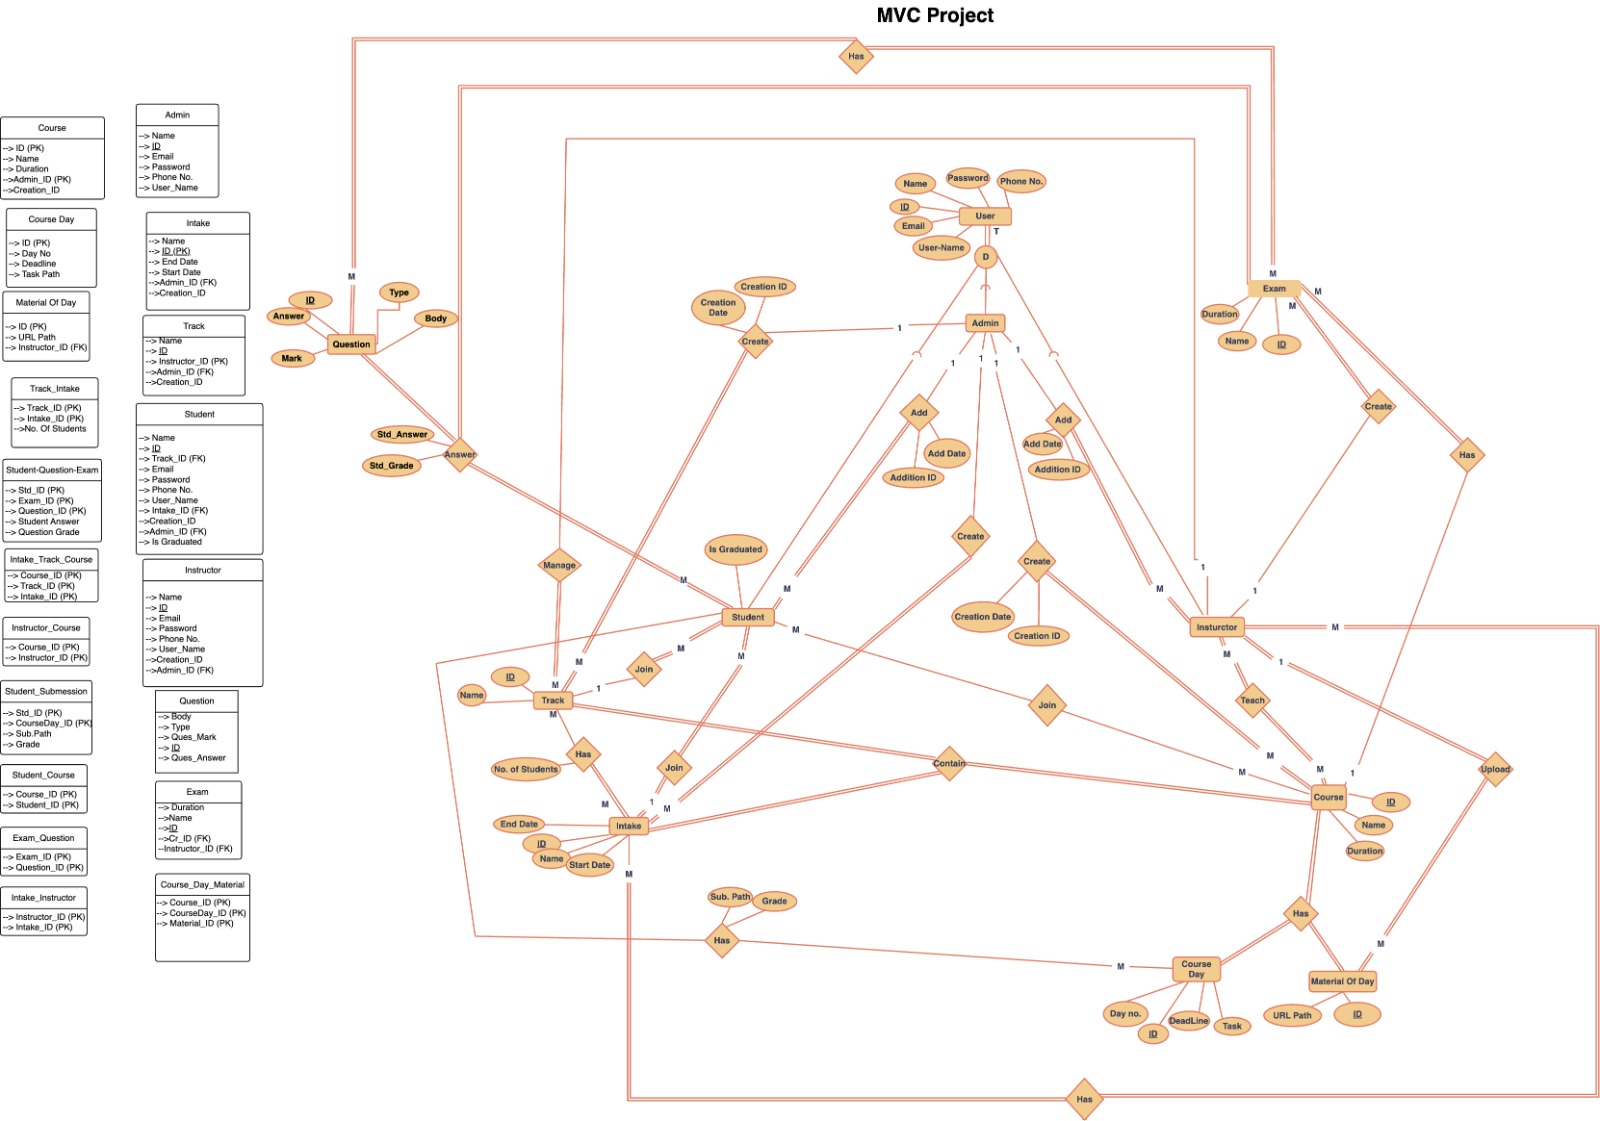 MVC Project
Course
--> ID (PK)
--> Name
--> Duration
-->Admin_ID (PK)
-->Creation_ID
Course Day
--> ID (PK)
--> Day No
--> Deadline
--> Task Path
Material Of Day
--> ID (PK)
--> URL Path
--> Instructor_ID (FK)
Track_Intake
--> Track_ID (PK)
--> Intake_ID (PK)
-->No. Of Students
Student-Question-Exam
--> Std_ID (PK)
--> Exam_ID (PK)
--> Question_ID (PK)
--> Student Answer
--> Question Grade
Intake_Track_Course
--> Course_ID (PK)
--> Track_ID (PK)
--> Intake_ID (PK)
Instructor_Course
--> Course_ID (PK)
--> Instructor_ID (PK)
Student_Submession
--> Std_ID (PK)
--> CourseDay_ID (PK)
--> Sub.Path
--> Grade
Student_Course
--> Course_ID (PK)
--> Student_ID (PK)
Exam_Question
--> Exam_ID (PK)
--> Question_ID (PK)
Intake_Instructor
--> Instructor_ID (PK)
--> Intake_ID (PK)
Admin
--> Name
--> ID
--> Email
--> Password
--> Phone No.
--> User_Name
Intake
--> Name
--> ID (PK)
--> End Date
--> Start Date
-->Admin_ID (FK)
-->Creation_ID
Track
--> Name
--> ID
--> Instructor_ID (PK)
-->Admin_ID (FK)
-->Creation_ID
Student
--> Name
--> ID
--> Track_ID (FK)
--> Email
--> Password
--> Phone No.
--> User_Name
--> Intake_ID (FK)
-->Creation_ID
-->Admin_ID (FK)
--> Is Graduated
Instructor
--> Name
--> ID
--> Email
--> Password
--> Phone No.
--> User_Name
-->Creation_ID
-->Admin_ID (FK)
Question
--> Body
--> Type
--> Ques_Mark
--> ID
--> Ques_Answer
Exam
--> Duration
-->Name
-->ID
-->Cr_ID (FK)
--Instructor_ID (FK)
Course_Day_Material
--> Course_ID (PK)
--> CourseDay_ID (PK)
--> Material_ID (PK)
Has
Name
Password
Phone No.
ID
User
Email
User-Name
T
D
M
M
ID
Type
Answer
Body
Question
Mark
Creation ID
Creation Date
Create
1
Admin
Exam
M
M
Duration
Name
ID
1
1
1
1
Create
Add
Add
Std_Answer
Std_Grade
Answer
Add Date
Addition ID
Add Date
Addition ID
Has
Create
Is Graduated
Manage
Create
M
M
M
1
1
Creation Date
Creation ID
Student
M
Insturctor
M
M
M
M
M
1
Join
M
1
ID
Name
Track
M
M
Join
Teach
Has
No. of Students
Join
Contain
M
M
M
1
Upload
M
1
M
End Date
Intake
ID
Name
Start Date
Course
ID
Name
Duration
M
Sub. Path
Grade
Has
Has
M
M
Course Day
Material Of Day
Day no.
ID
DeadLine
Task
URL Path
ID
Has